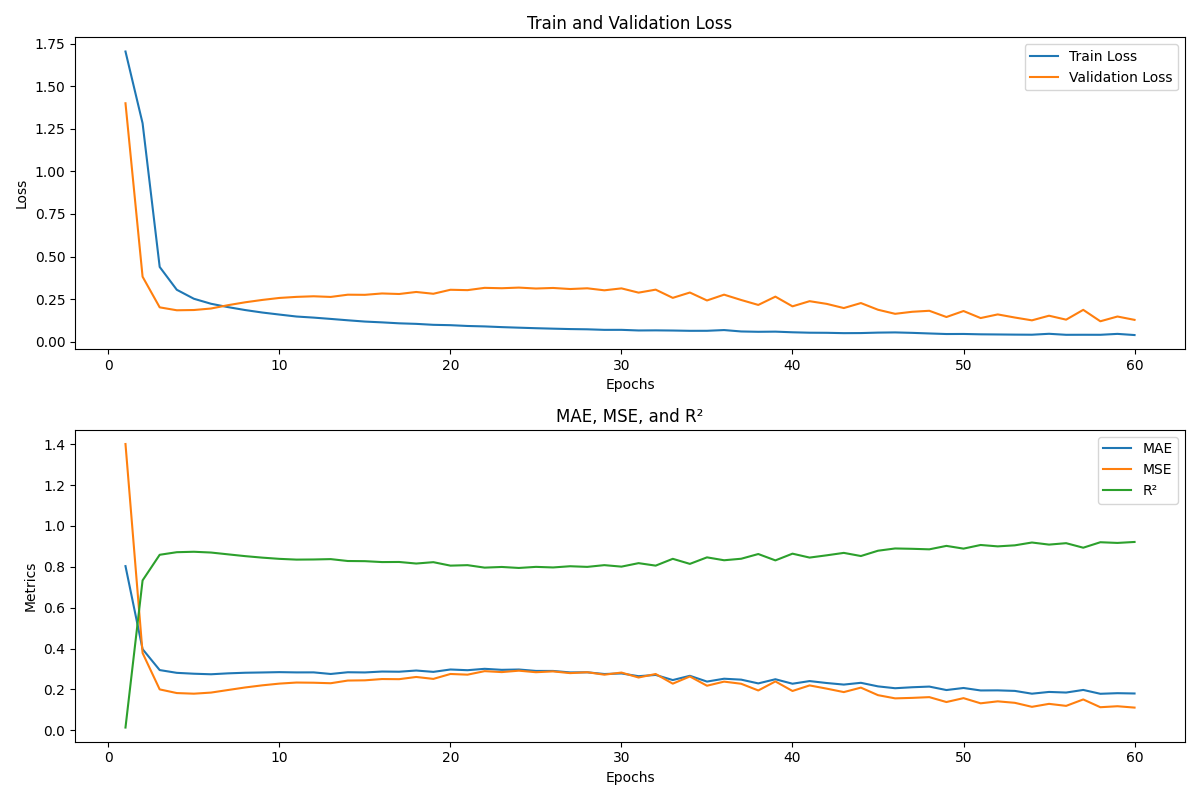 Train and Validation Loss
1.75
1.50
1.25
1.00
0.75
0.50
0.25
0.00
Loss
Train Loss
Validation Loss
0 10 20 30 40 50 60
Epochs
MAE, MSE, and R²
1.4
1.2
1.0
0.8
0.6
0.4
0.2
0.0
Metrics
MAE
MSE
R²
0 10 20 30 40 50 60
Epochs